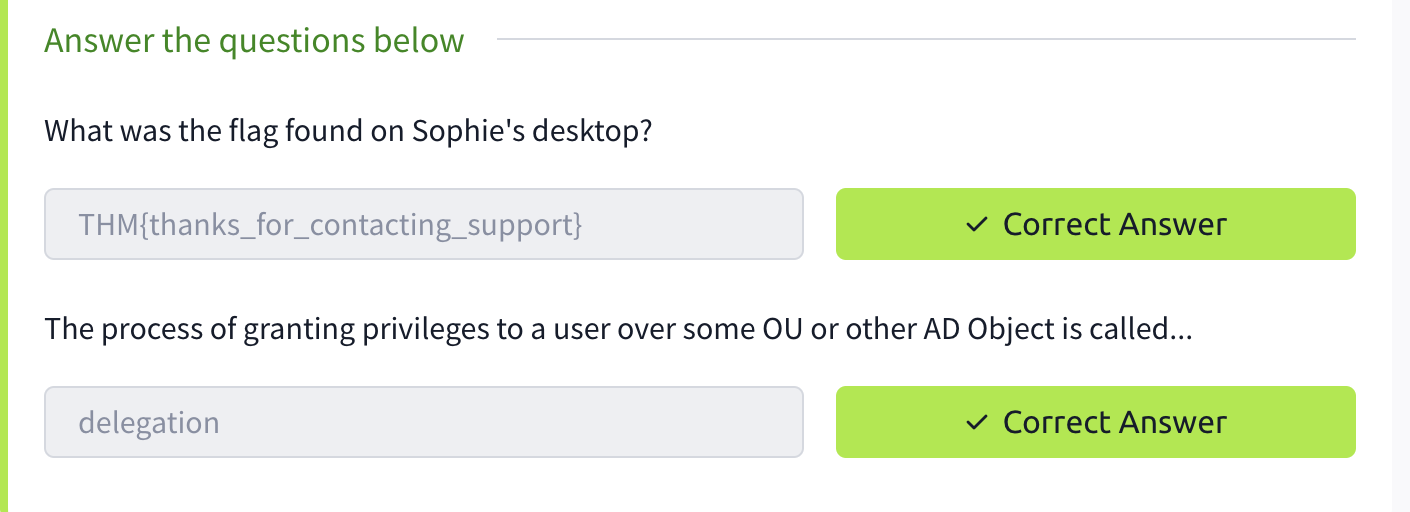 Answer the questions below
What was the flag found on Sophie's desktop?
THM{thanks_for_contacting_support}
Correct Answer
The process of granting privileges to a user over some OU or other AD Object is called...
delegation
Correct Answer